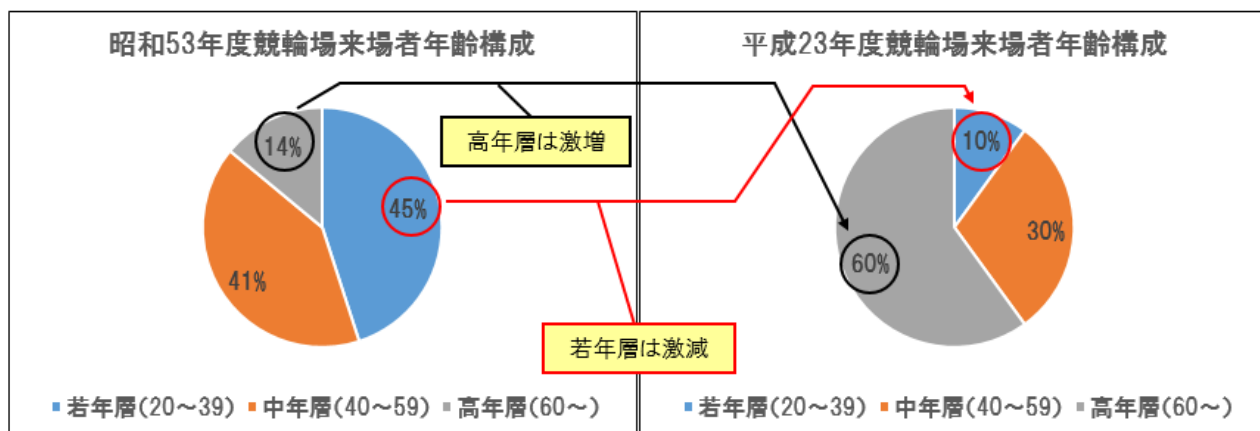 昭和53年度競輪場来場者年齢構成
14%
45%
41%
若年層(20～39) 中年層(40～59) 高年層(60～)
高年層は激増
若年層は激減
平成23年度競輪場来場者年齢構成
10%
30%
60%
若年層(20～39) 中年層(40～59) 高年層(60～)